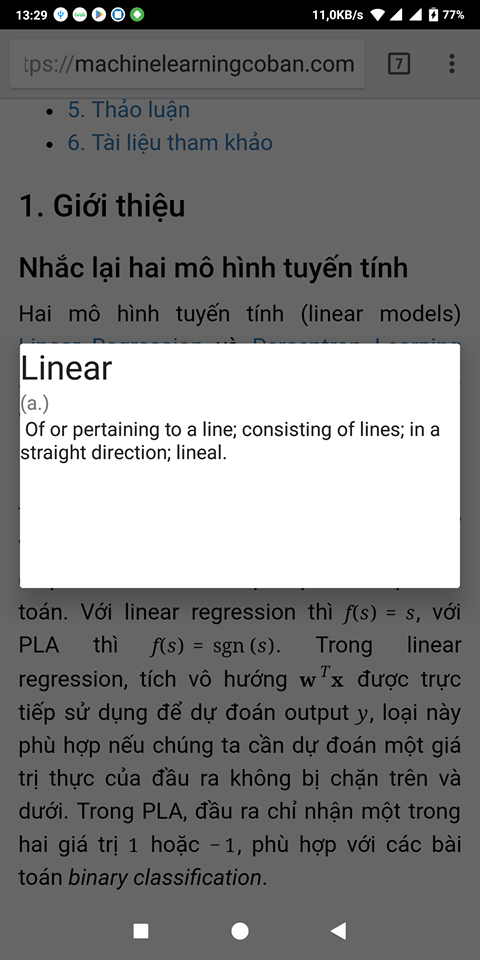 13:29
11,0KB/s
77%
tps://machinelearningcoban.com
7
5. Thảo luận
6. Tài liệu tham khảo
1. Giới thiệu
Nhắc lại hai mô hình tuyến tính
Hai mô hình tuyến tính (linear models)
Linear Regression và Perceptron Learning
Linear
(a.)
Of or pertaining to a line; consisting of lines; in a
straight direction; lineal.
toán. Với linear regression thì f(s) = s, với
PLA thì f(s) = sgn (s). Trong linear
regression, tích vô hướng wᵀx được trực
tiếp sử dụng để dự đoán output y, loại này
phù hợp nếu chúng ta cần dự đoán một giá
trị thực của đầu ra không bị chặn trên và
dưới. Trong PLA, đầu ra chỉ nhận một trong
hai giá trị 1 hoặc −1, phù hợp với các bài
toán binary classification.